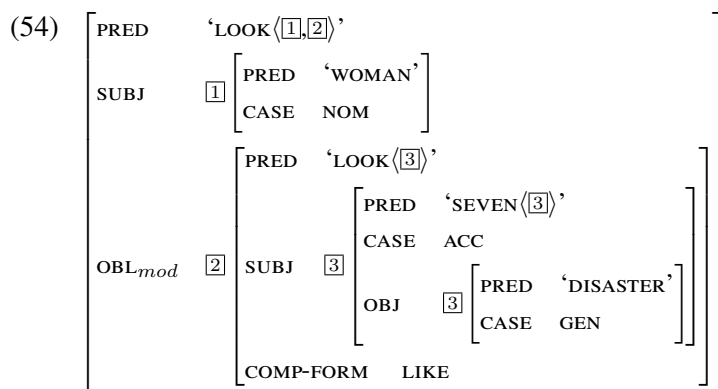 (54)
PRED ‘LOOK⟨1,2⟩’
SUBJ 1
PRED ‘WOMAN’
CASE NOM
OBL_mod 2
PRED ‘LOOK⟨3⟩’
SUBJ 3
PRED ‘SEVEN⟨3⟩’
CASE ACC
OBJ 3
PRED ‘DISASTER’
CASE GEN
COMP-FORM LIKE